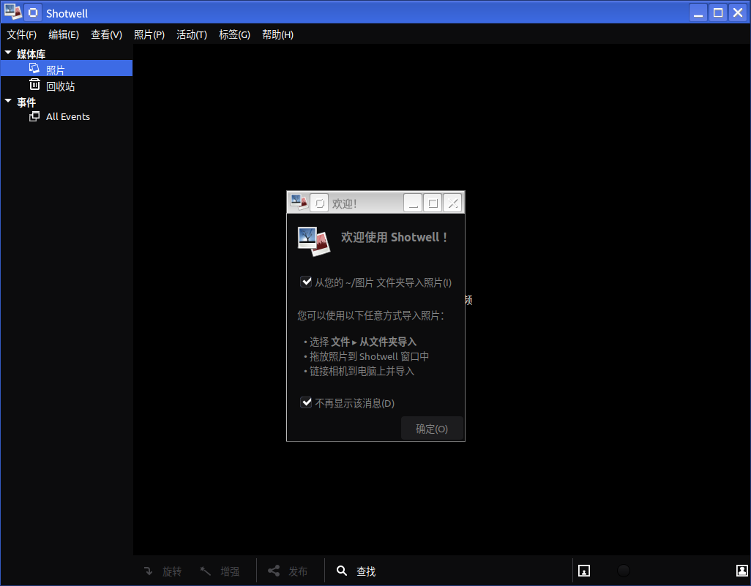 Shotwell
文件(F) 编辑(E) 查看(V) 照片(P) 活动(T) 标签(G) 帮助(H)
媒体库
照片
回收站
事件
All Events
欢迎!
欢迎使用 Shotwell！
从您的 ~/图片 文件夹导入照片(I)
频
您可以使用以下任意方式导入照片：
• 选择 文件 ▸ 从文件夹导入
• 拖放照片到 Shotwell 窗口中
• 链接相机到电脑上并导入
不再显示该消息(D)
确定(O)
旋转 增强 发布 查找